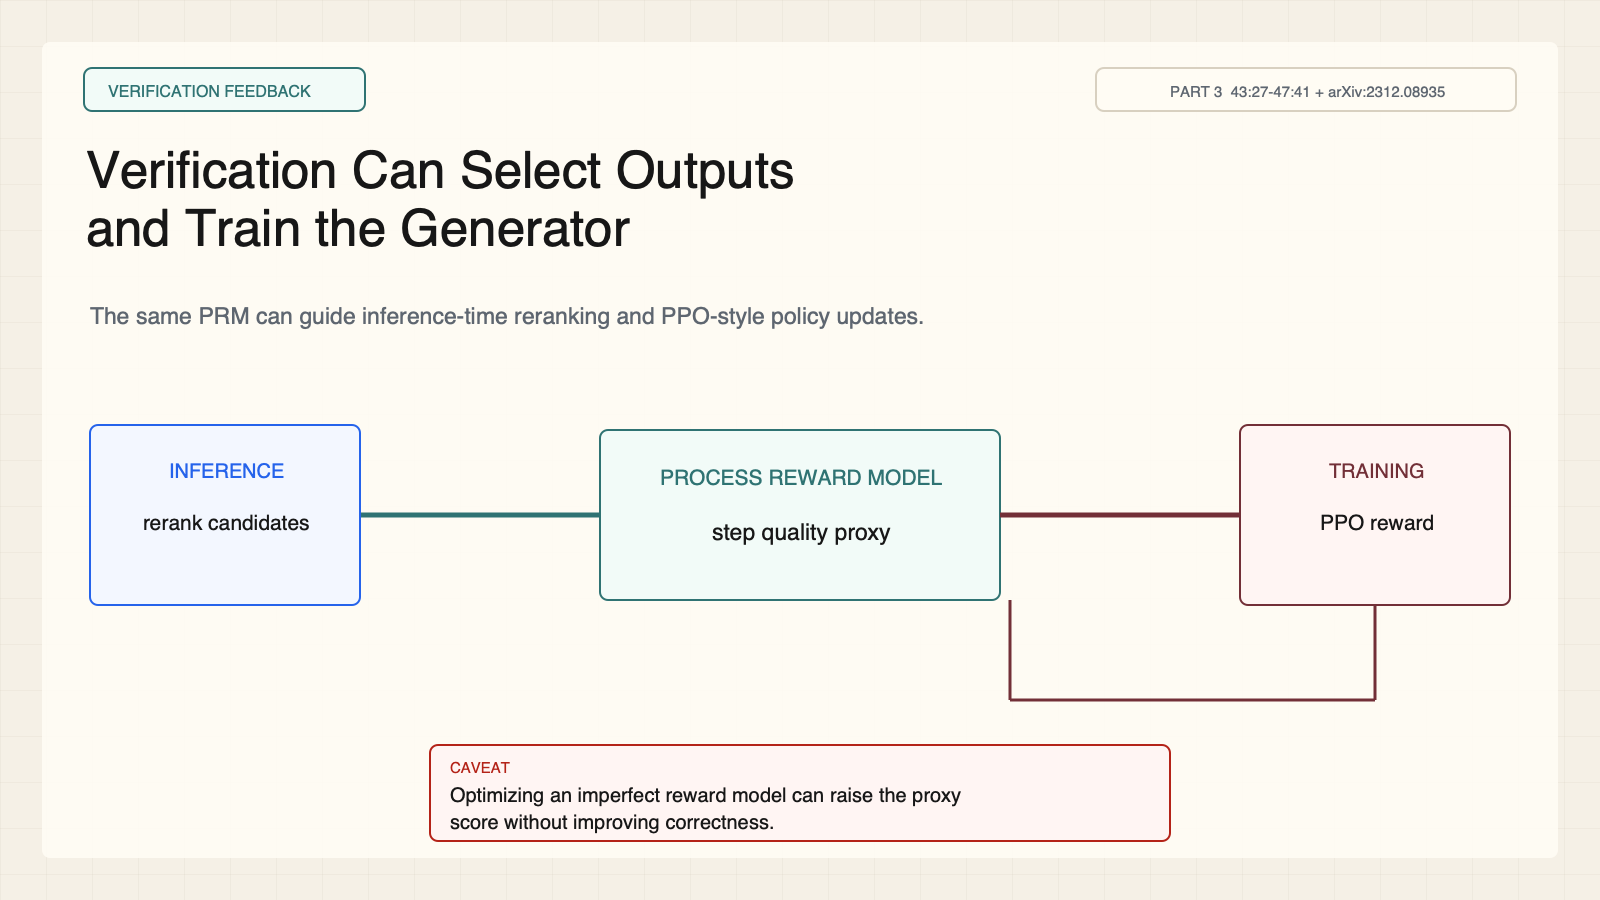 VERIFICATION FEEDBACK
PART 3 43:27-47:41 + arXiv:2312.08935
Verification Can Select Outputs
and Train the Generator
The same PRM can guide inference-time reranking and PPO-style policy updates.
INFERENCE
rerank candidates
PROCESS REWARD MODEL
step quality proxy
TRAINING
PPO reward
CAVEAT
Optimizing an imperfect reward model can raise the proxy
score without improving correctness.